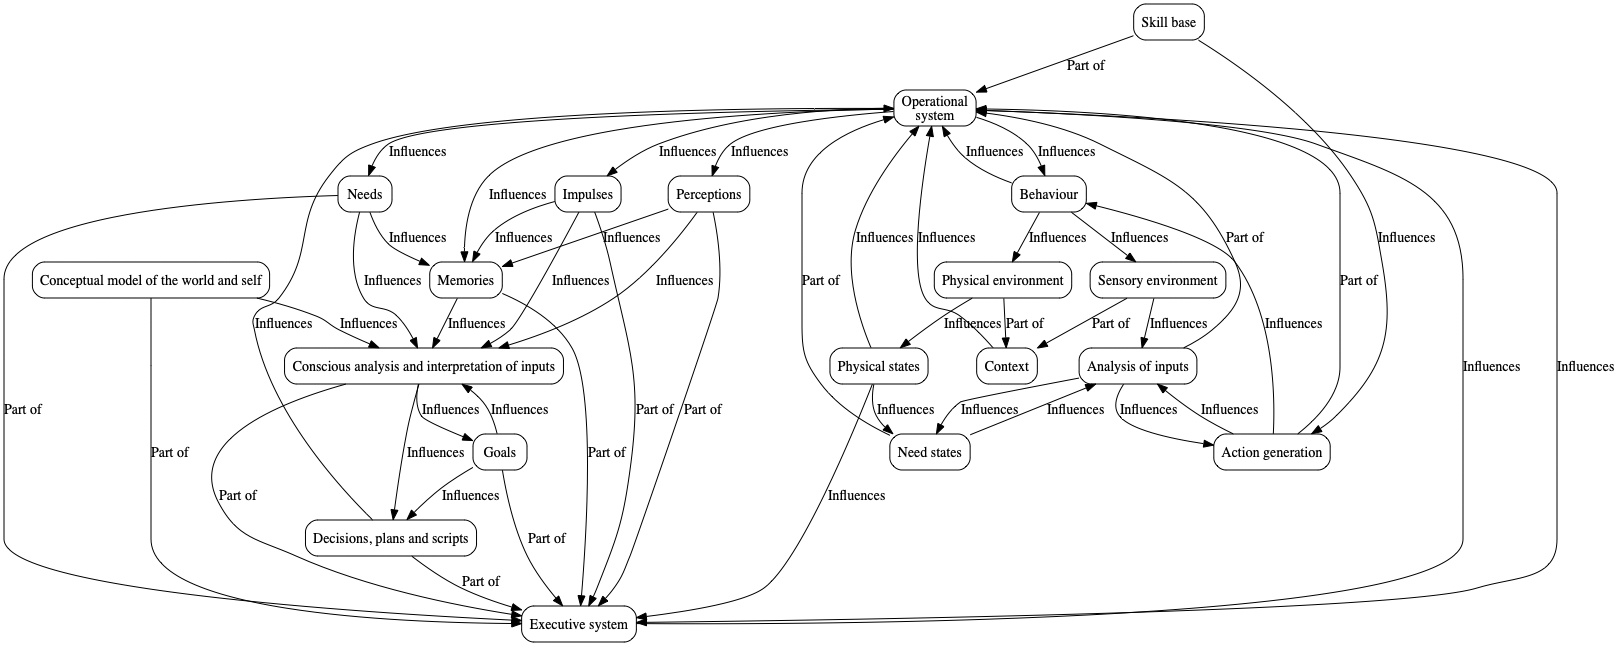 Skill base
Part of
Operational
system
Influences
Influences
Influences
Influences
Influences
Needs
Influences
Impulses
Perceptions
Behaviour
Influences
Influences
Influences
Influences
Influences
Part of
Influences
Influences
Influences
Conceptual model of the world and self
Influences
Memories
Influences
Influences
Physical environment
Sensory environment
Part of
Part of
Influences
Influences
Influences
Influences
Part of
Part of
Influences
Influences
Conscious analysis and interpretation of inputs
Physical states
Context
Analysis of inputs
Influences
Influences
Part of
Influences
Influences
Part of
Part of
Influences
Influences
Influences
Influences
Influences
Part of
Influences
Goals
Part of
Need states
Action generation
Part of
Influences
Influences
Decisions, plans and scripts
Part of
Part of
Executive system